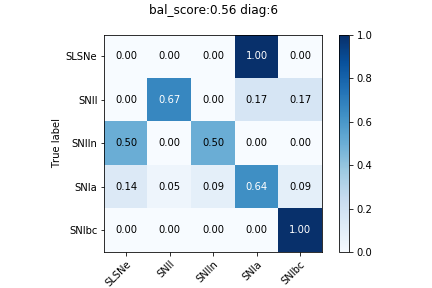 bal_score:0.56 diag:6
SLSNe 0.00 0.00 0.00 1.00 0.00
SNII 0.00 0.67 0.00 0.17 0.17
SNIIn 0.50 0.00 0.50 0.00 0.00
SNIa 0.14 0.05 0.09 0.64 0.09
SNIbc 0.00 0.00 0.00 0.00 1.00
SLSNe SNII SNIIn SNIa SNIbc
True label
1.0
0.8
0.6
0.4
0.2
0.0